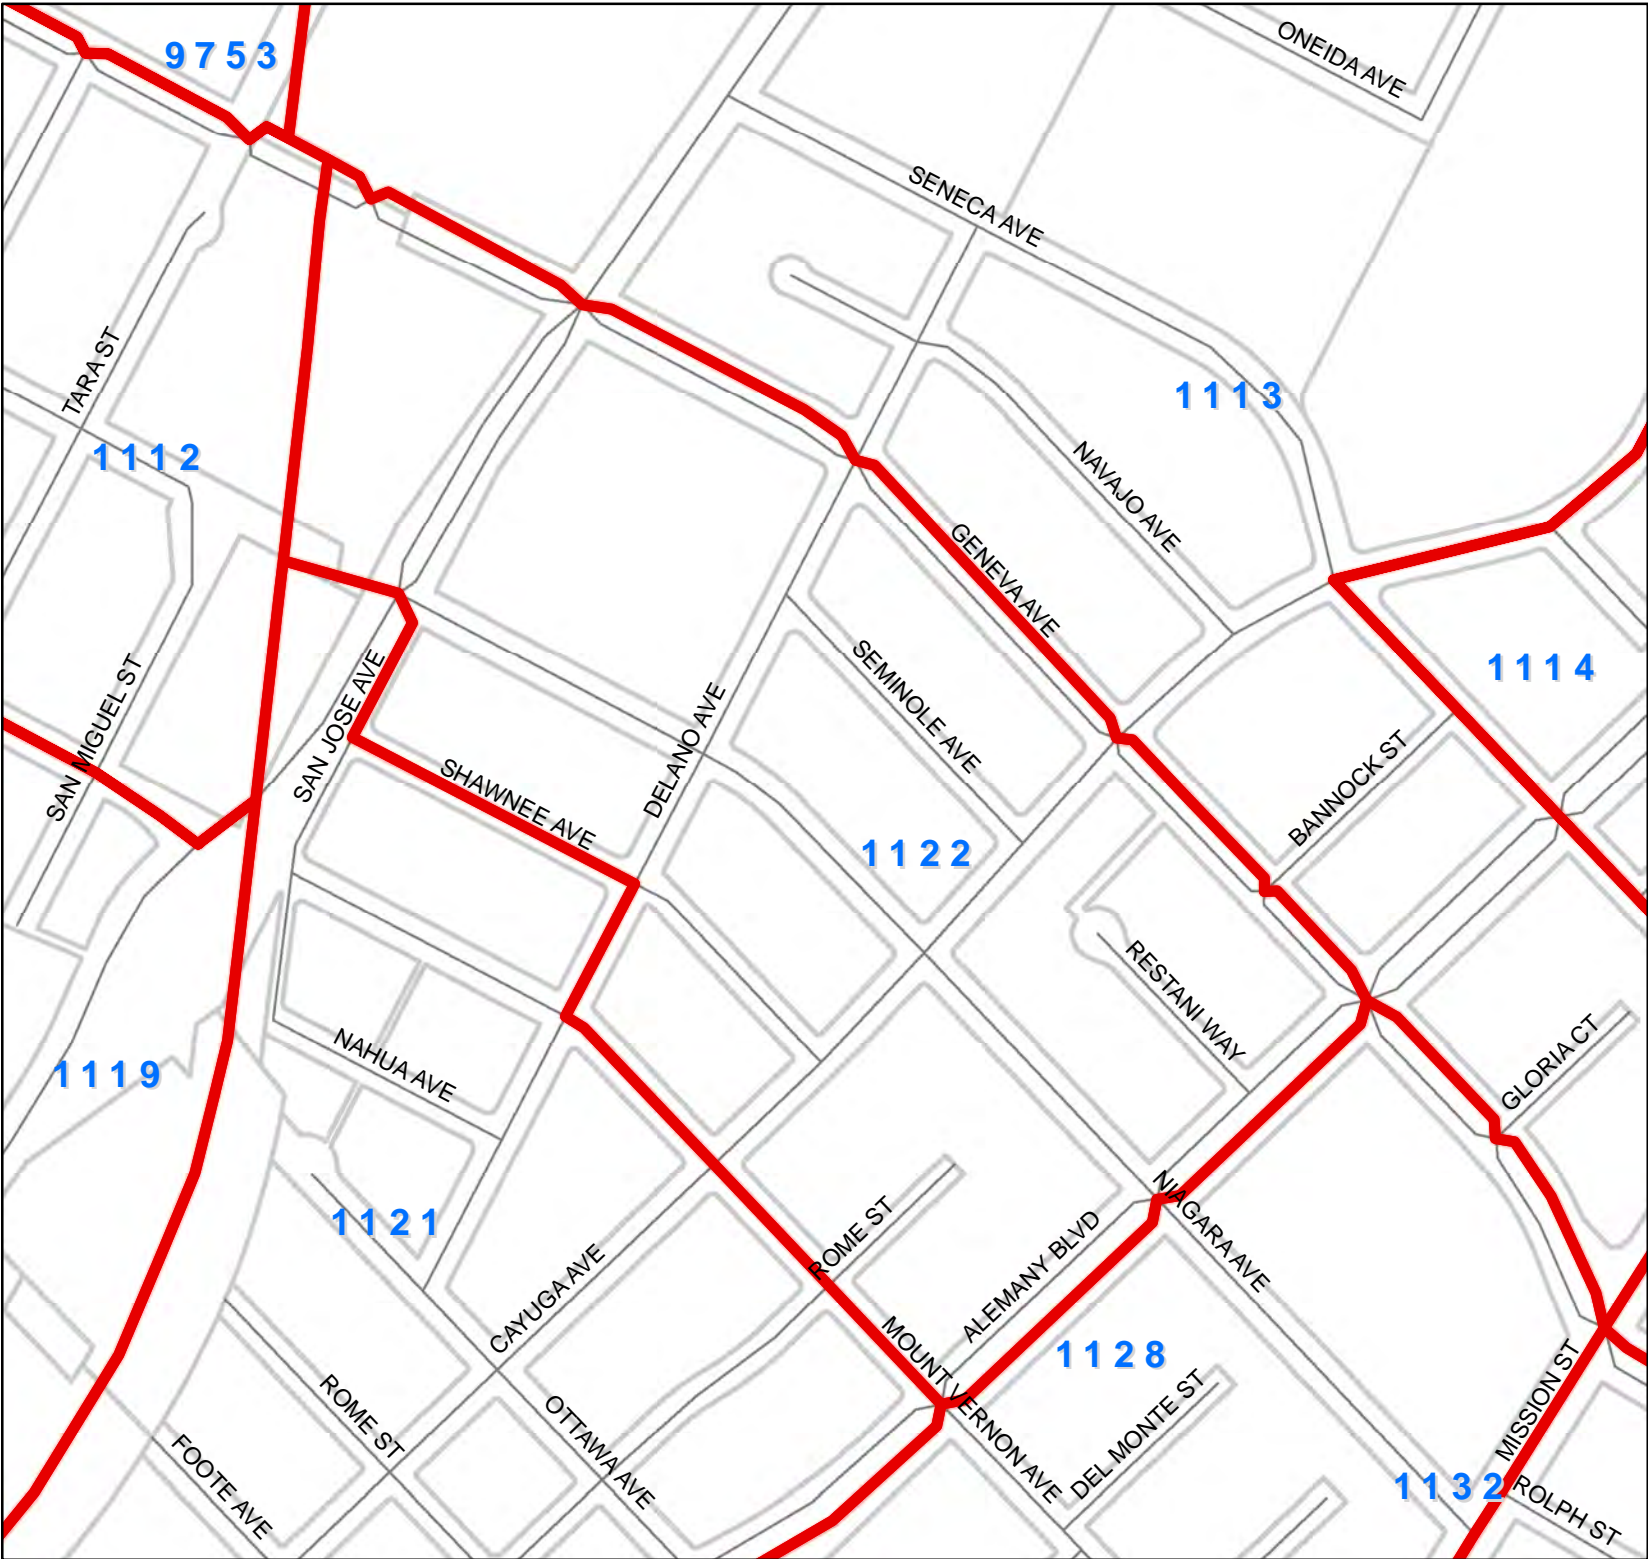 ONEIDA AVE
9753
SENECA AVE
TARA ST
1113
1112
NAVAJO AVE
GENEVA AVE
1114
SEMINOLE AVE
SAN MIGUEL ST
SAN JOSE AVE
DELANO AVE
SHAWNEE AVE
BANNOCK ST
1122
RESTANI WAY
GLORIA CT
NAHUA AVE
1119
1121
ROME ST
NIAGARA AVE
ALEMANY BLVD
CAYUGA AVE
MOUNT VERNON AVE
1128
DEL MONTE ST
MISSION ST
ROME ST
OTTAWA AVE
FOOTE AVE
1132
ROLPH ST